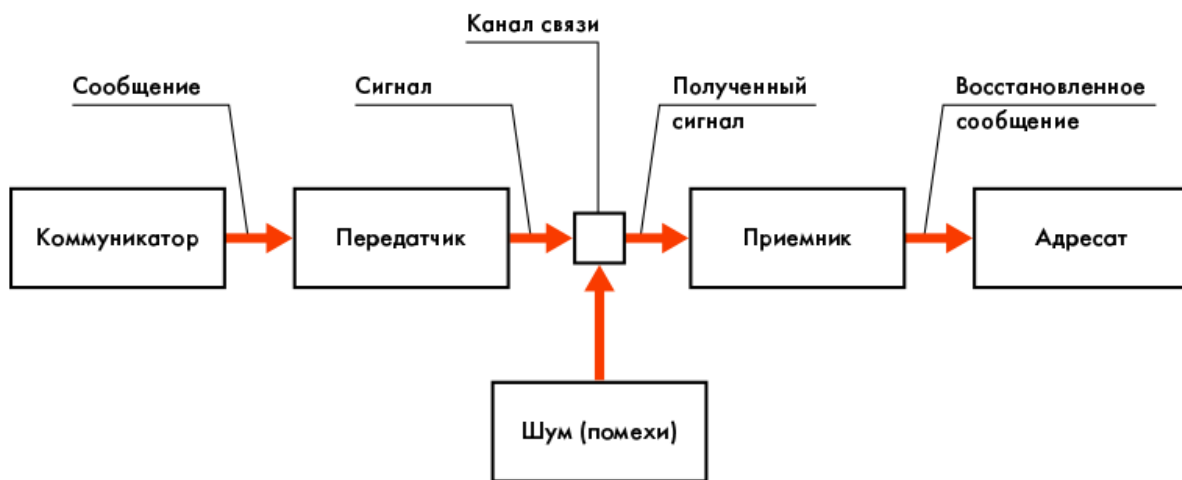 Канал связи
Сообщение
Сигнал
Полученный
сигнал
Восстановленное
сообщение
Коммуникатор
Передатчик
Приемник
Адресат
Шум (помехи)